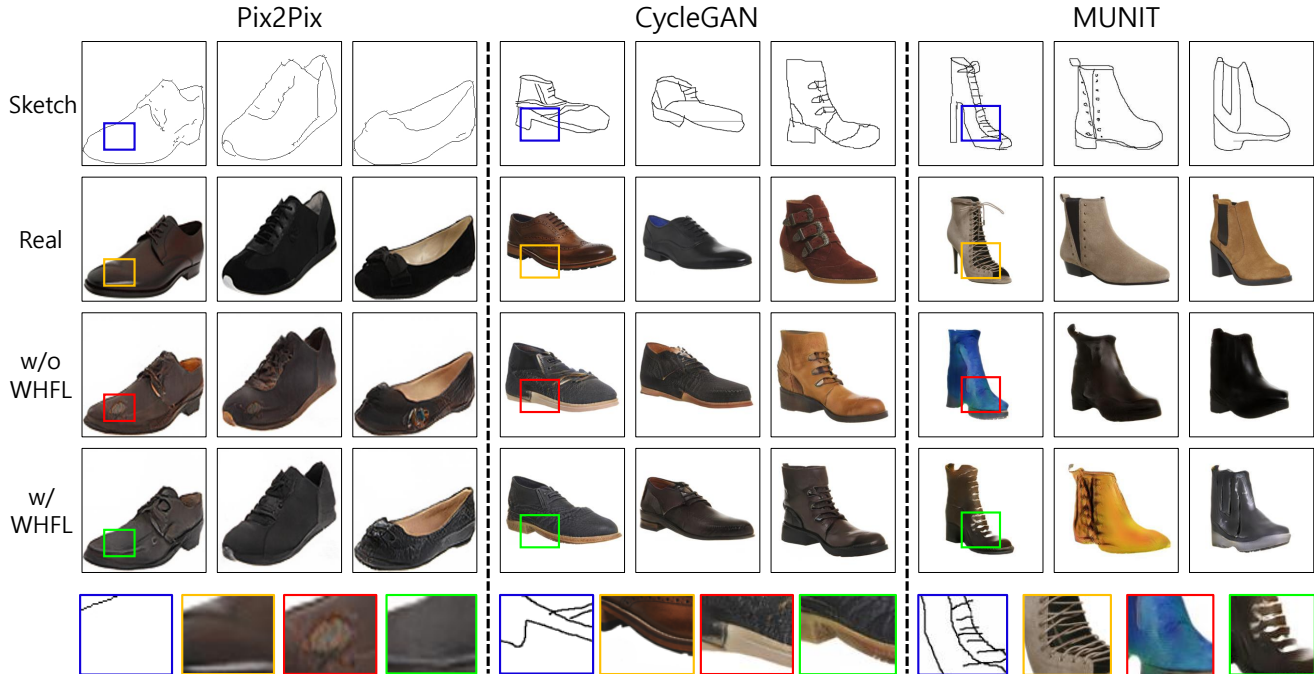 Pix2Pix CycleGAN MUNIT
Sketch
Real
w/o
WHFL
w/
WHFL